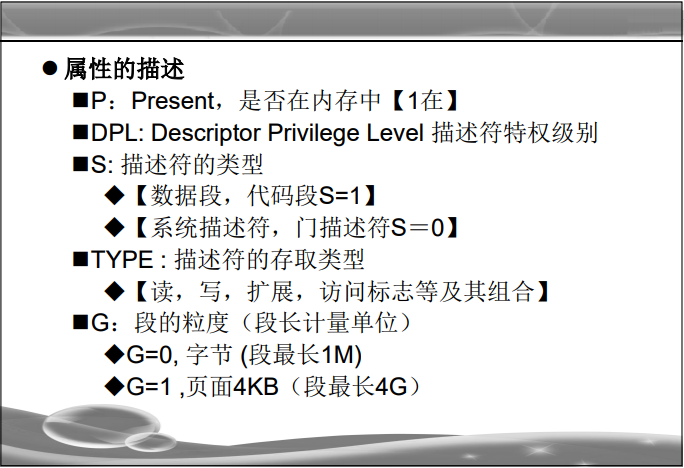 ●属性的描述
■P：Present，是否在内存中【1在】
■DPL: Descriptor Privilege Level 描述符特权级别
■S: 描述符的类型
◆【数据段，代码段S=1】
◆【系统描述符，门描述符S＝0】
■TYPE : 描述符的存取类型
◆【读，写，扩展，访问标志等及其组合】
■G：段的粒度（段长计量单位）
◆G=0, 字节 (段最长1M)
◆G=1 ,页面4KB（段最长4G）